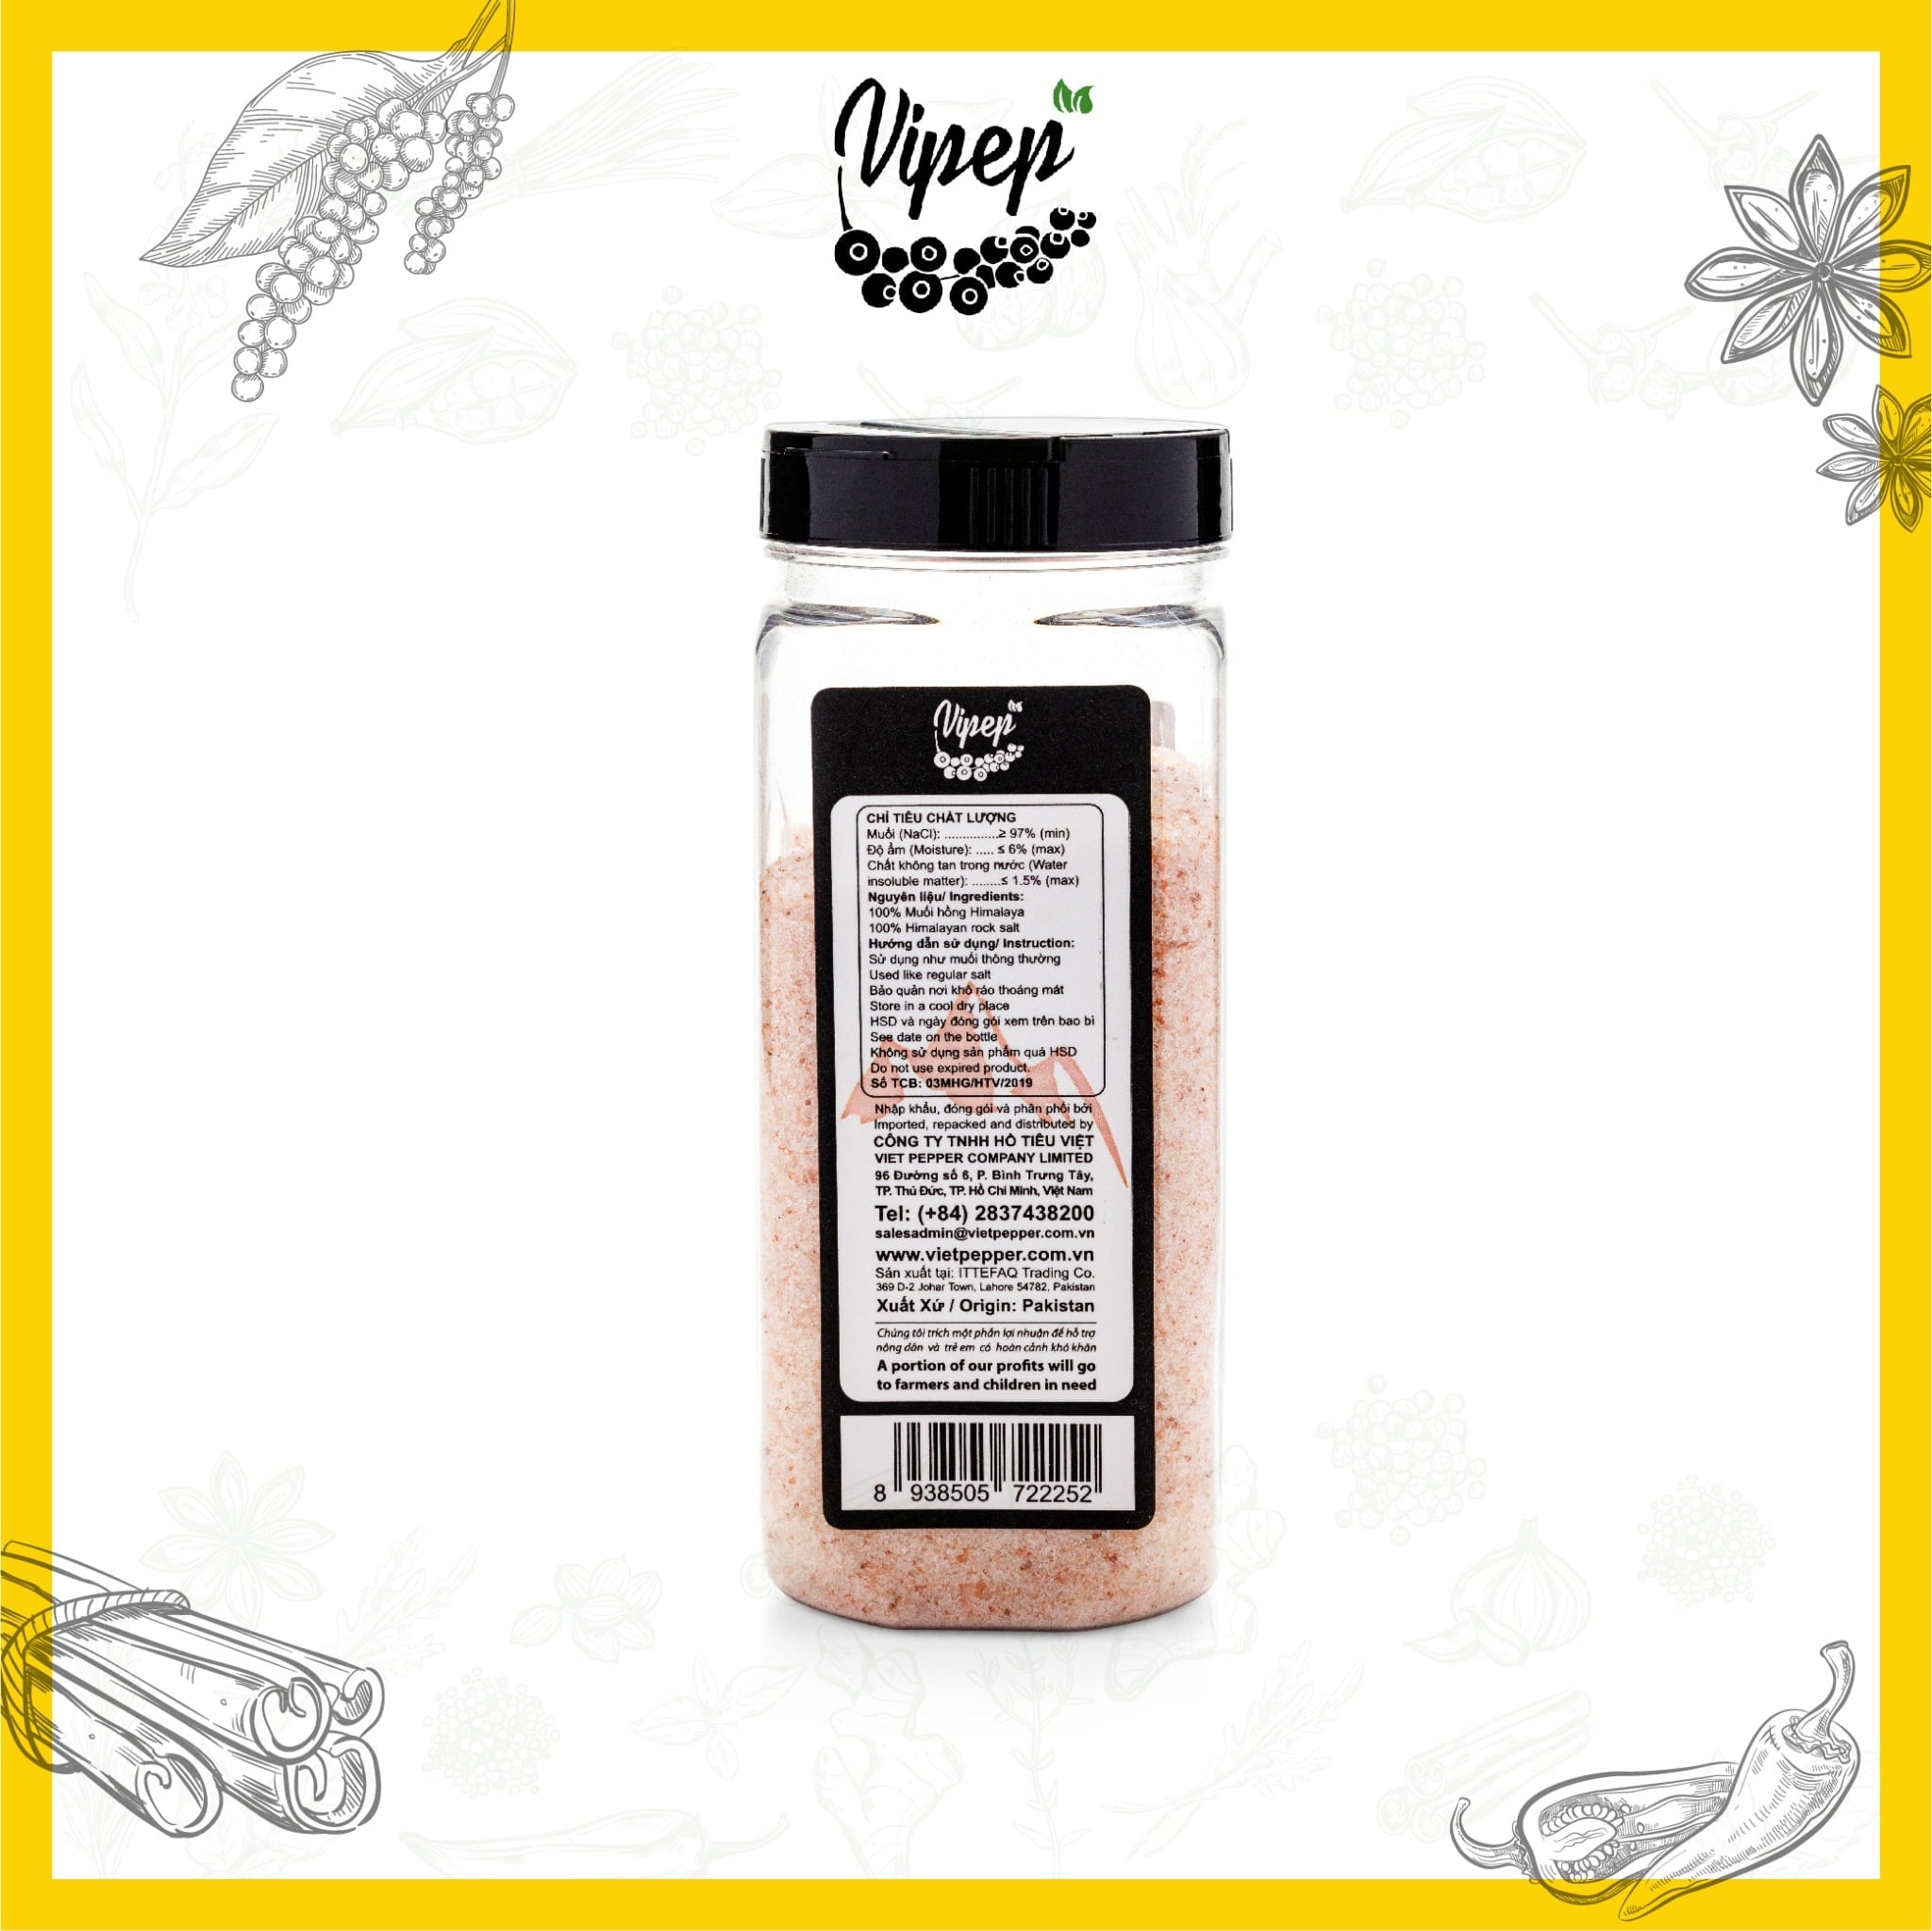 Vipep
Vipep
CHỈ TIÊU CHẤT LƯỢNG
Muối (NaCl): ...............≥ 97% (min)
Độ ẩm (Moisture): ..... ≤ 6% (max)
Chất không tan trong nước (Water
insoluble matter): ........≤ 1.5% (max)
Nguyên liệu/ Ingredients:
100% Muối hồng Himalaya
100% Himalayan rock salt
Hướng dẫn sử dụng/ Instruction:
Sử dụng như muối thông thường
Used like regular salt
Bảo quản nơi khô ráo thoáng mát
Store in a cool dry place
HSD và ngày đóng gói xem trên bao bì
See date on the bottle
Không sử dụng sản phẩm quá HSD
Do not use expired product.
Số TCB: 03MHG/HTV/2019
Nhập khẩu, đóng gói và phân phối bởi
Imported, repacked and distributed by
CÔNG TY TNHH HỒ TIÊU VIỆT
VIET PEPPER COMPANY LIMITED
96 Đường số 6, P. Bình Trưng Tây,
TP. Thủ Đức, TP. Hồ Chí Minh, Việt Nam
Tel: (+84) 2837438200
salesadmin@vietpepper.com.vn
www.vietpepper.com.vn
Sản xuất tại: ITTEFAQ Trading Co.
369 D-2 Johar Town, Lahore 54782, Pakistan
Xuất Xứ / Origin: Pakistan
Chúng tôi trích một phần lợi nhuận để hỗ trợ
nông dân và trẻ em có hoàn cảnh khó khăn
A portion of our profits will go
to farmers and children in need
8 938505 722252